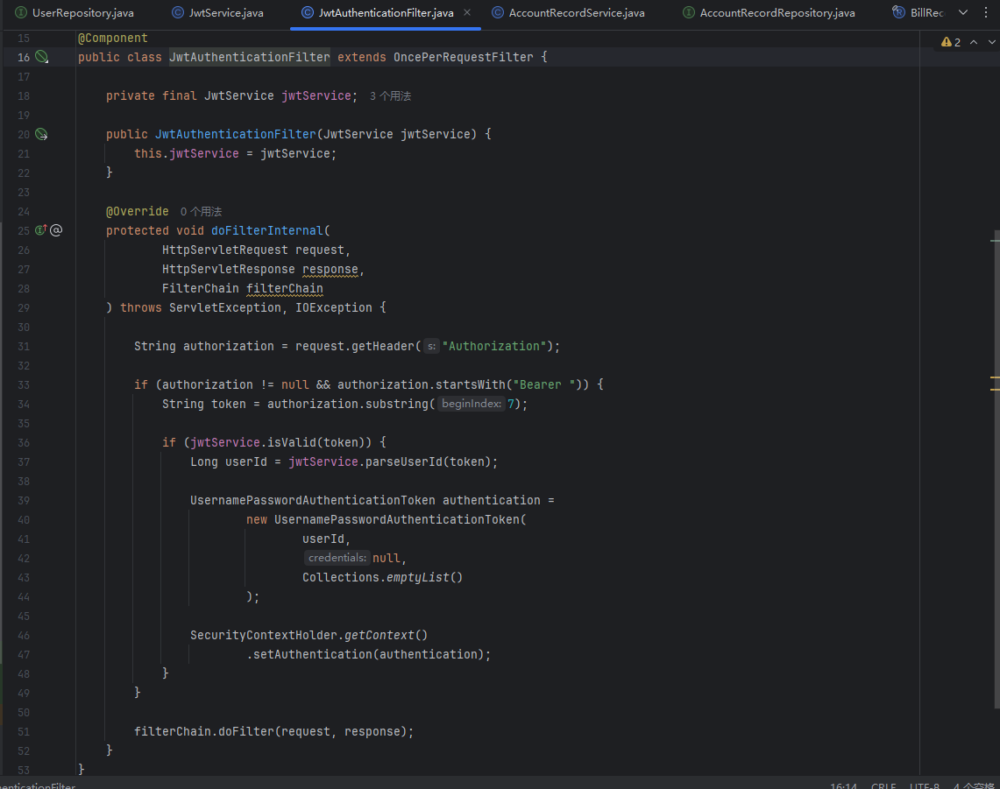 UserRepository.java JwtService.java JwtAuthenticationFilter.java AccountRecordService.java AccountRecordRepository.java BillRec
15 @Component
2
16 public class JwtAuthenticationFilter extends OncePerRequestFilter {
17
18     private final JwtService jwtService; 3 个用法
19
20     public JwtAuthenticationFilter(JwtService jwtService) {
21         this.jwtService = jwtService;
22     }
23
24     @Override 0 个用法
25     protected void doFilterInternal(
26             HttpServletRequest request,
27             HttpServletResponse response,
28             FilterChain filterChain
29     ) throws ServletException, IOException {
30
31         String authorization = request.getHeader( s: "Authorization");
32
33         if (authorization != null && authorization.startsWith("Bearer ")) {
34             String token = authorization.substring( beginIndex: 7);
35
36             if (jwtService.isValid(token)) {
37                 Long userId = jwtService.parseUserId(token);
38
39                 UsernamePasswordAuthenticationToken authentication =
40                         new UsernamePasswordAuthenticationToken(
41                                 userId,
42                                 credentials: null,
43                                 Collections.emptyList()
44                         );
45
46                 SecurityContextHolder.getContext()
47                         .setAuthentication(authentication);
48             }
49         }
50
51         filterChain.doFilter(request, response);
52     }
53 }
enticationFilter 16:14 CRLF UTF-8 4 个空格